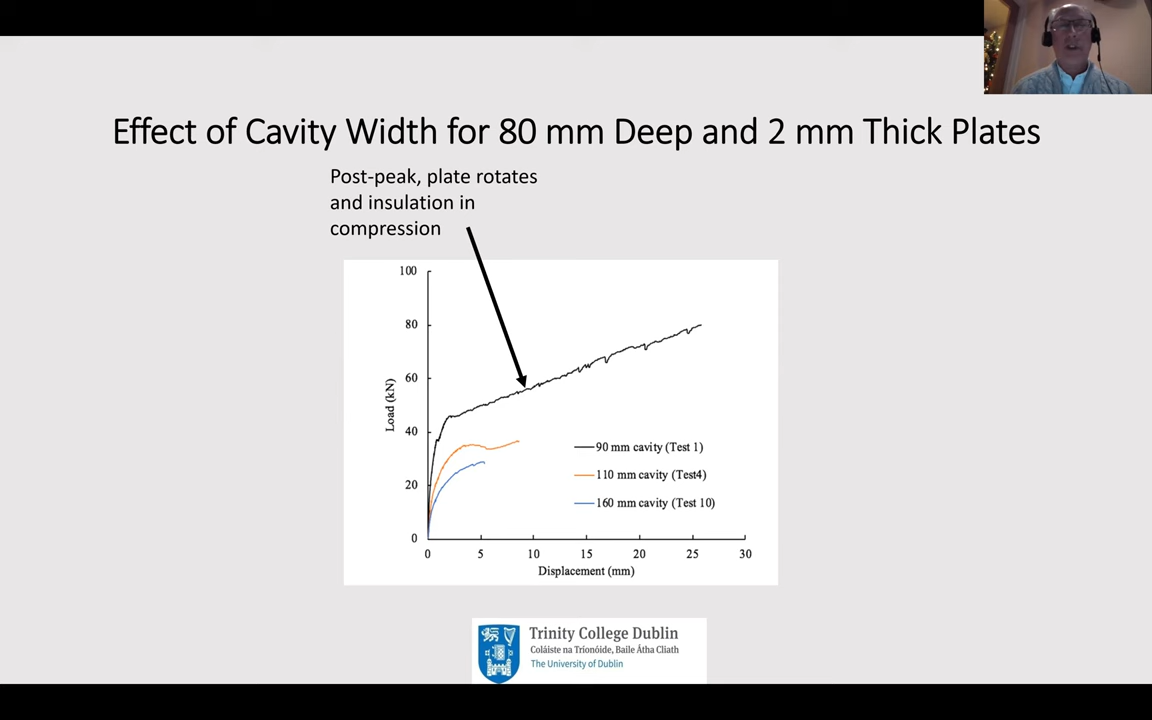 Effect of Cavity Width for 80 mm Deep and 2 mm Thick Plates
Post-peak, plate rotates
and insulation in
compression
100
80
60
40
20
0
Load (kN)
90 mm cavity (Test 1)
110 mm cavity (Test4)
160 mm cavity (Test 10)
0 5 10 15 20 25 30
Displacement (mm)
Trinity College Dublin
Coláiste na Tríonóide, Baile Átha Cliath
The University of Dublin